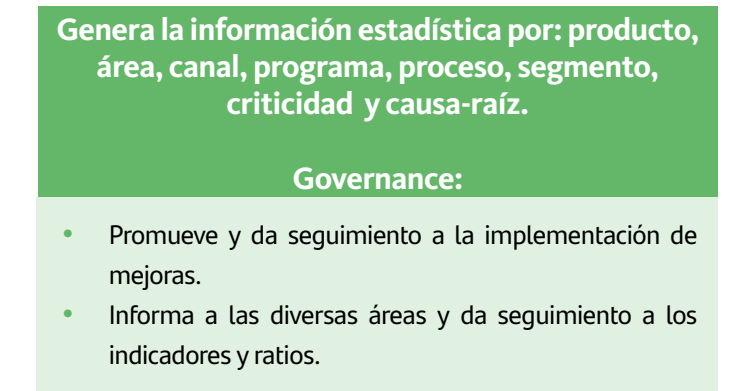 Genera la información estadística por: producto,
área, canal, programa, proceso, segmento,
criticidad  y causa-raíz.
Governance:
• Promueve y da seguimiento a la implementación de
mejoras.
• Informa a las diversas áreas y da seguimiento a los
indicadores y ratios.